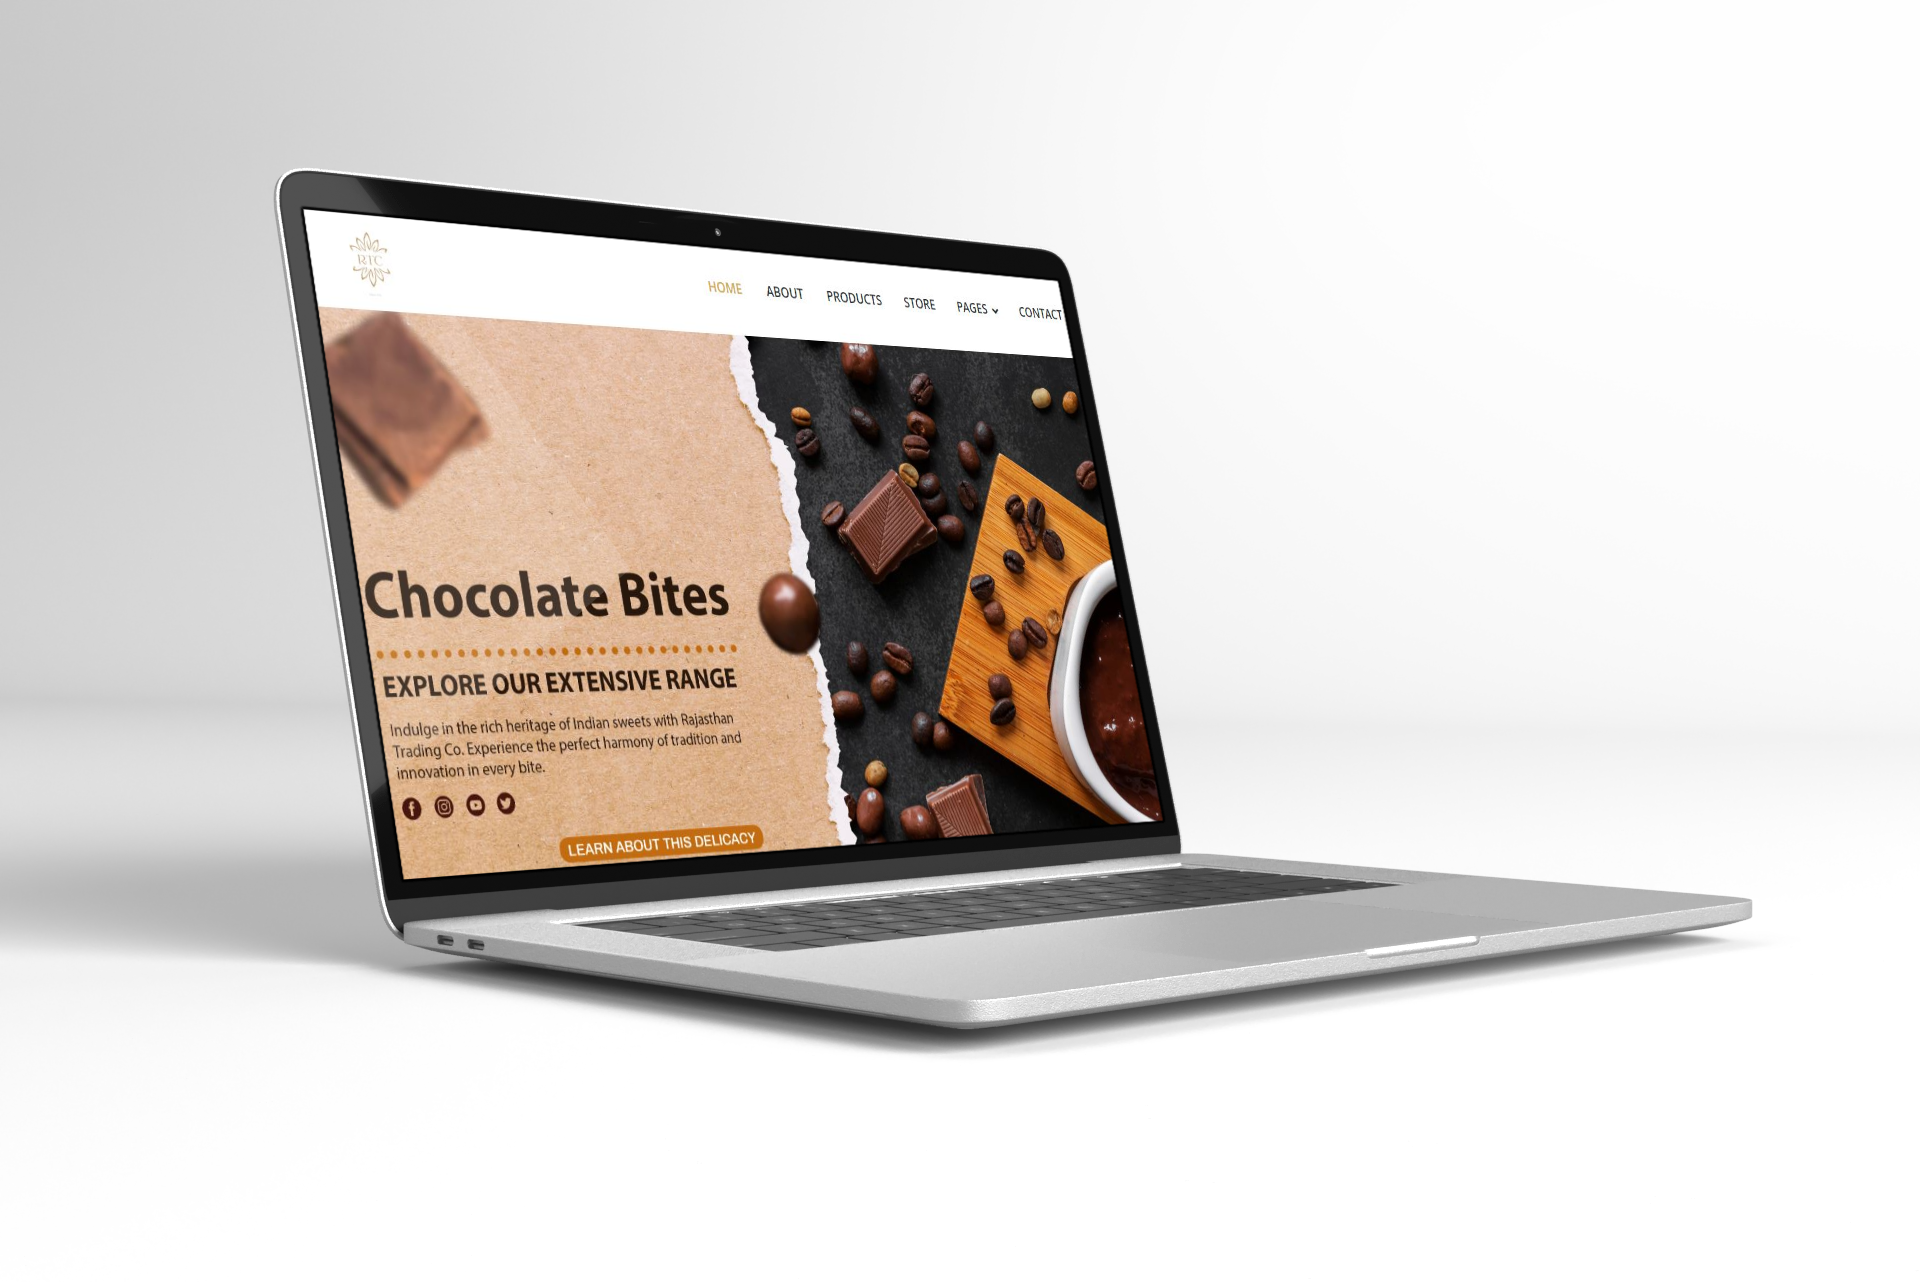 RTC
HOME ABOUT PRODUCTS STORE PAGES CONTACT
Chocolate Bites
EXPLORE OUR EXTENSIVE RANGE
Indulge in the rich heritage of Indian sweets with Rajasthan
Trading Co. Experience the perfect harmony of tradition and
innovation in every bite.
LEARN ABOUT THIS DELICACY